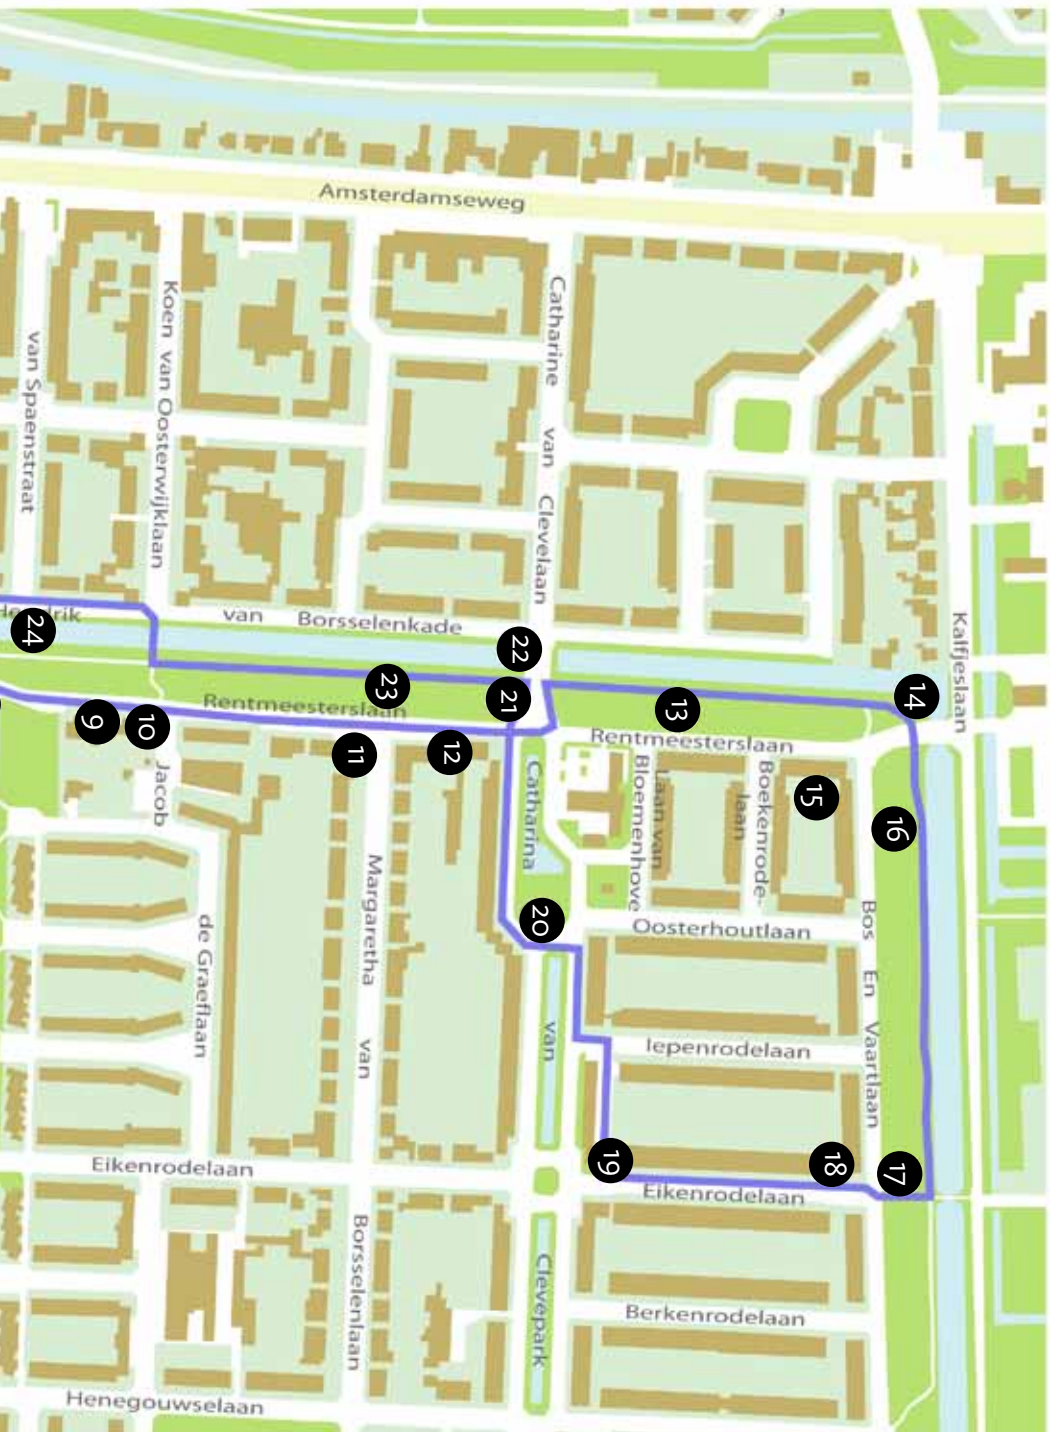 Amsterdamseweg
Koen van Oosterwijklaan
van Spaenstraat
Catharine van Clevelaan
Kalfjeslaan
van Borsselenkade
24
22
23
21
14
13
Rentmeesterslaan
Rentmeesterslaan
9
10
11
12
15
16
Jacob
de Graeflaan
Margaretha van
Borsselenlaan
Catharina
van
Clevepark
Laan van
Bloemenhove
Boekenrode-
laan
Bos En Vaartlaan
20
Oosterhoutlaan
Iepenrodelaan
19
18
17
Eikenrodelaan
Eikenrodelaan
Berkenrodelaan
Henegouwselaan